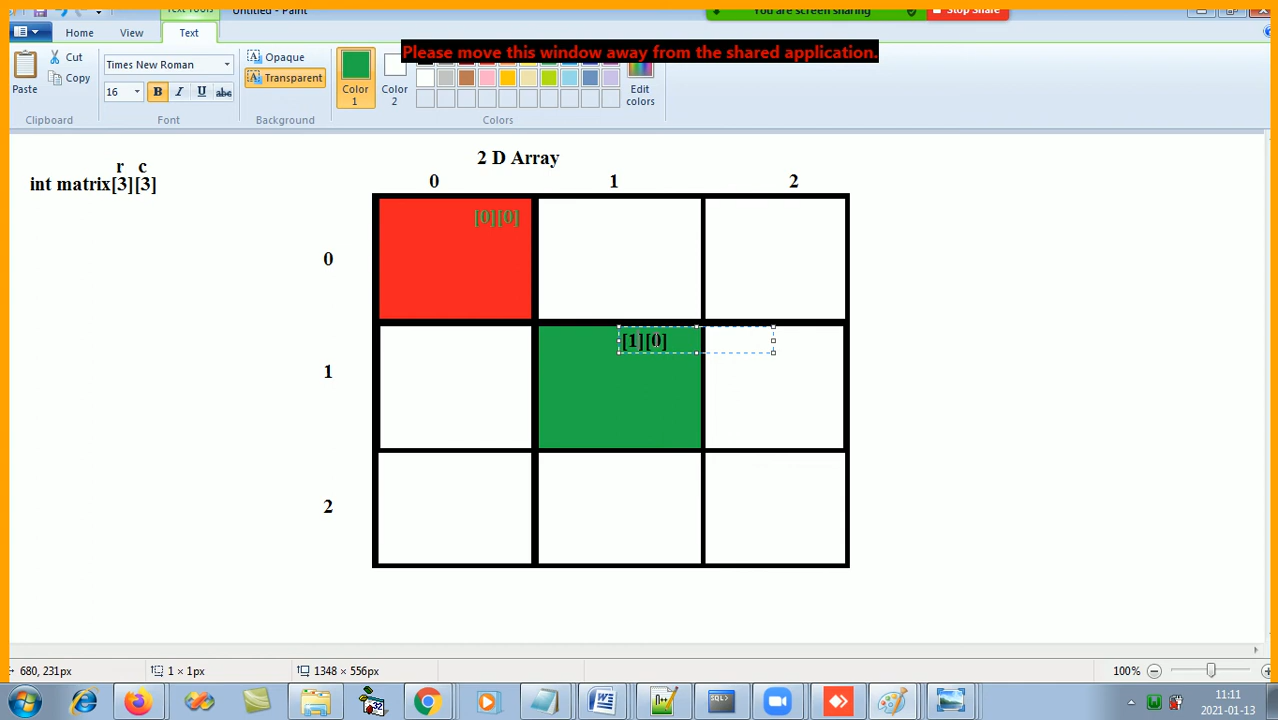 Text Tools
Untitled - Paint
You are screen sharing
Stop Share
Home
View
Text
Please move this window away from the shared application.
Paste
Cut
Copy
Times New Roman
16
B
I
U
abc
Opaque
Transparent
Color
1
Color
2
Edit
colors
Clipboard
Font
Background
Colors
r c
int matrix[3][3]
2 D Array
0 1 2
0
[0][0]
1
[1][0]
2
680, 231px
1 × 1px
1348 × 556px
100%
SQL>
11:11
2021-01-13